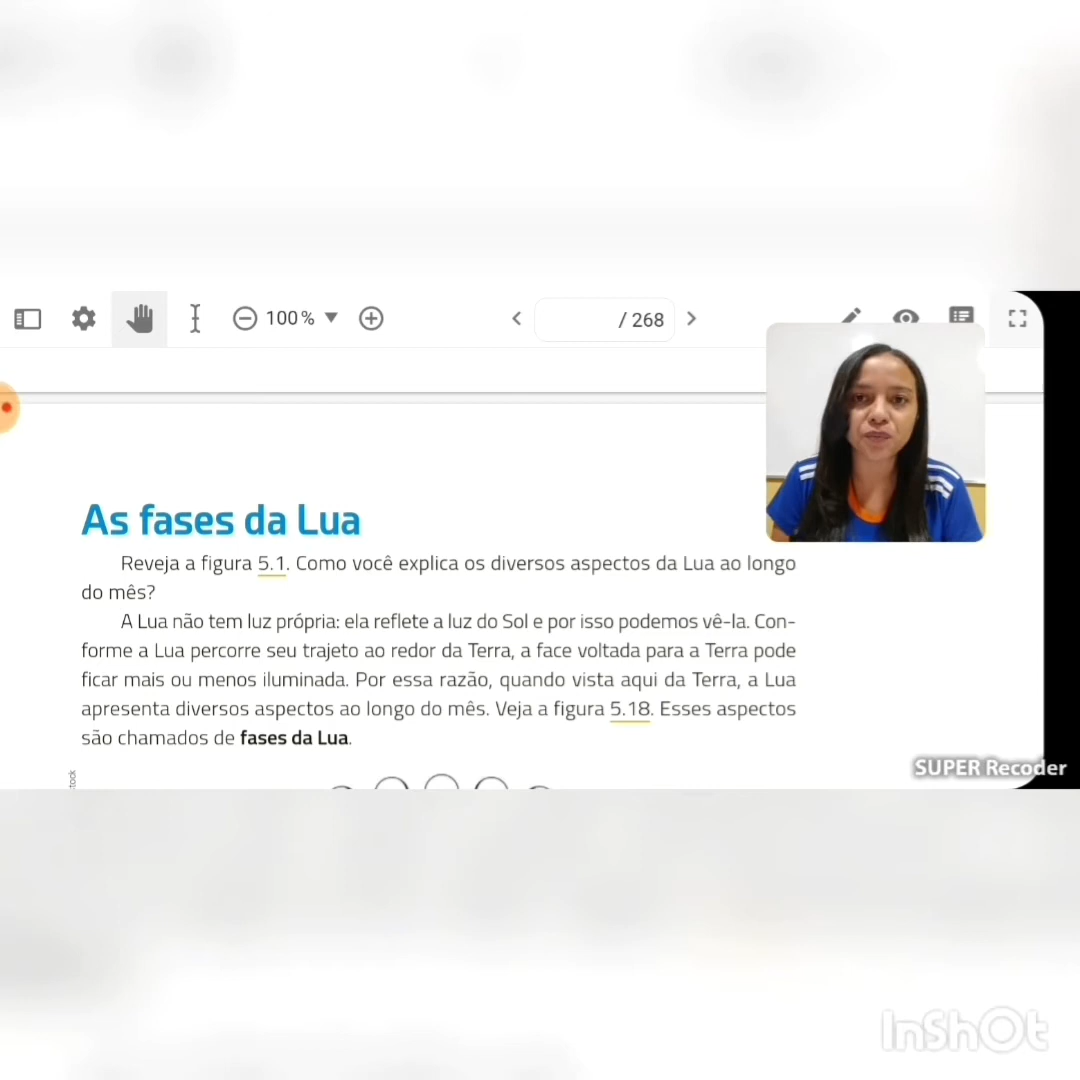 100 %
/ 268
As fases da Lua
Reveja a figura 5.1. Como você explica os diversos aspectos da Lua ao longo
do mês?
A Lua não tem luz própria: ela reflete a luz do Sol e por isso podemos vê-la. Con-
forme a Lua percorre seu trajeto ao redor da Terra, a face voltada para a Terra pode
ficar mais ou menos iluminada. Por essa razão, quando vista aqui da Terra, a Lua
apresenta diversos aspectos ao longo do mês. Veja a figura 5.18. Esses aspectos
são chamados de fases da Lua.
SUPER Recoder
InShOt